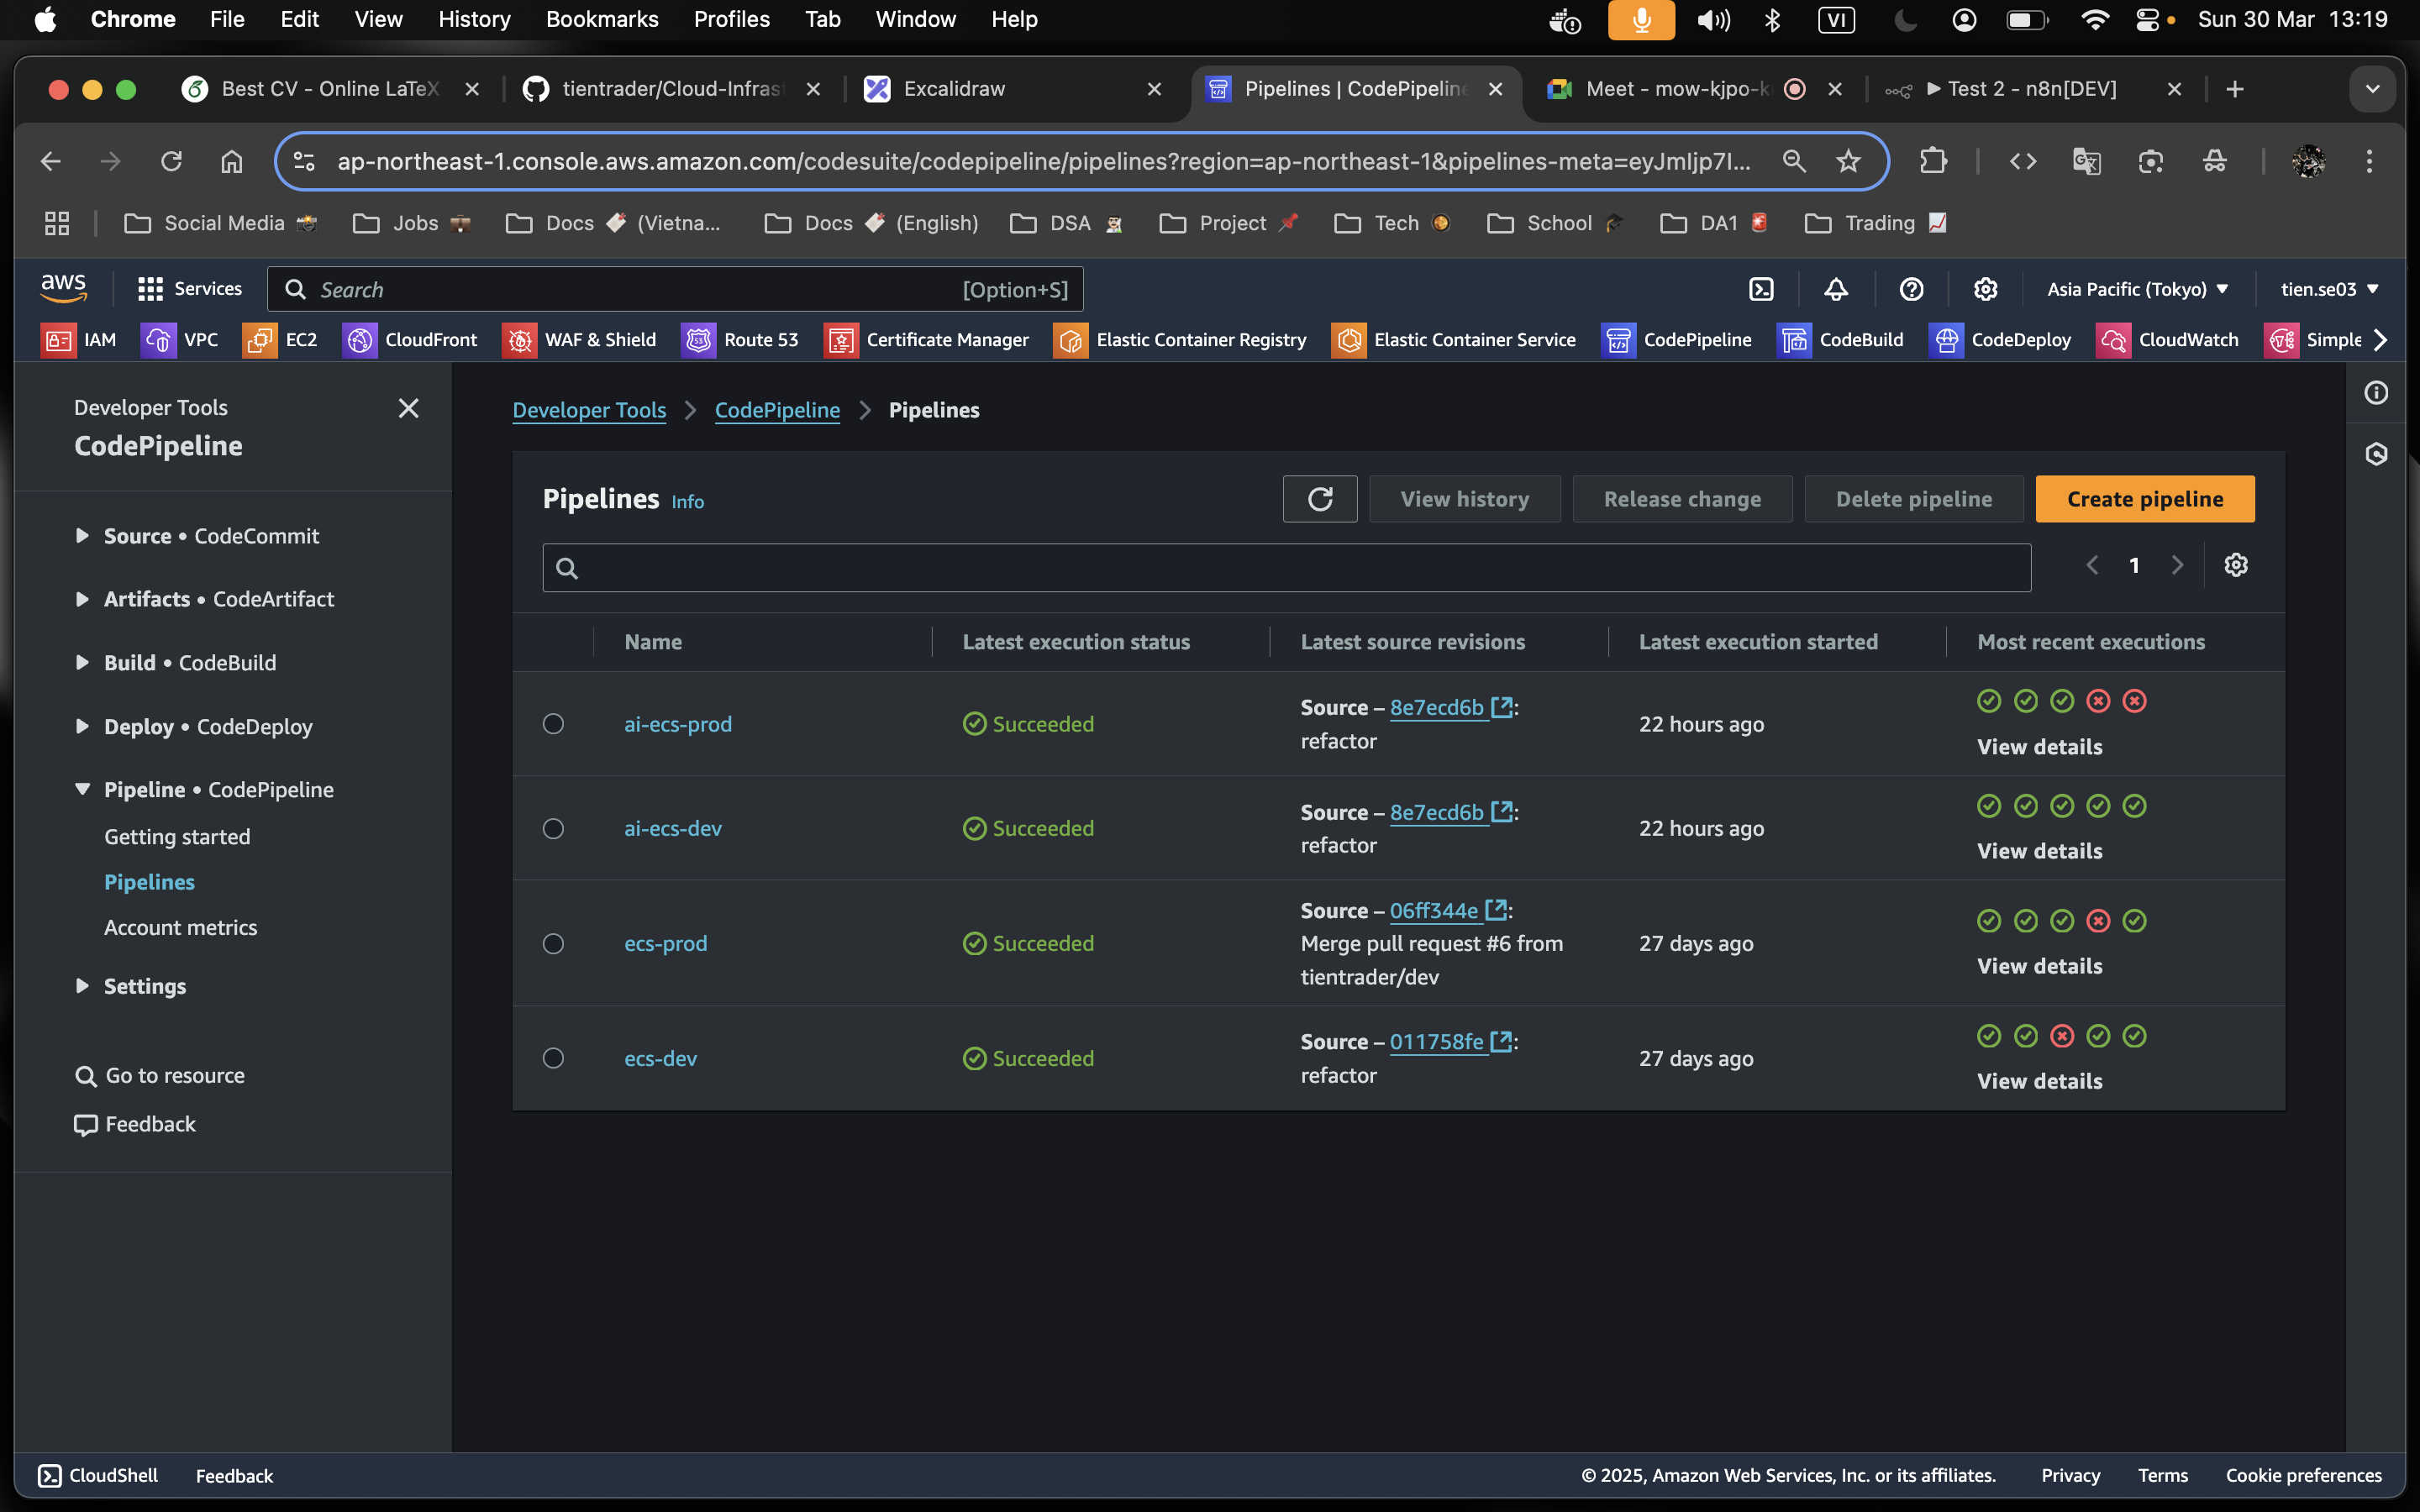 Chrome File Edit View History Bookmarks Profiles Tab Window Help VI Sun 30 Mar 13:19
Best CV - Online LaTeX tientrader/Cloud-Infras Excalidraw Pipelines | CodePipeline Meet - mow-kjpo-k Test 2 - n8n[DEV]
ap-northeast-1.console.aws.amazon.com/codesuite/codepipeline/pipelines?region=ap-northeast-1&pipelines-meta=eyJmIjp7I...
Social Media Jobs Docs (Vietna... Docs (English) DSA Project Tech School DA1 Trading
aws Services Search [Option+S] Asia Pacific (Tokyo) tien.se03
IAM VPC EC2 CloudFront WAF & Shield Route 53 Certificate Manager Elastic Container Registry Elastic Container Service CodePipeline CodeBuild CodeDeploy CloudWatch Simple
Developer Tools
CodePipeline
Source • CodeCommit
Artifacts • CodeArtifact
Build • CodeBuild
Deploy • CodeDeploy
Pipeline • CodePipeline
Getting started
Pipelines
Account metrics
Settings
Go to resource
Feedback
Developer Tools > CodePipeline > Pipelines
Pipelines Info View history Release change Delete pipeline Create pipeline
1
Name Latest execution status Latest source revisions Latest execution started Most recent executions
ai-ecs-prod Succeeded Source – 8e7ecd6b: 22 hours ago
refactor
View details
ai-ecs-dev Succeeded Source – 8e7ecd6b: 22 hours ago
refactor
View details
ecs-prod Succeeded Source – 06ff344e: 27 days ago
Merge pull request #6 from
tientrader/dev
View details
ecs-dev Succeeded Source – 011758fe: 27 days ago
refactor
View details
CloudShell Feedback © 2025, Amazon Web Services, Inc. or its affiliates. Privacy Terms Cookie preferences